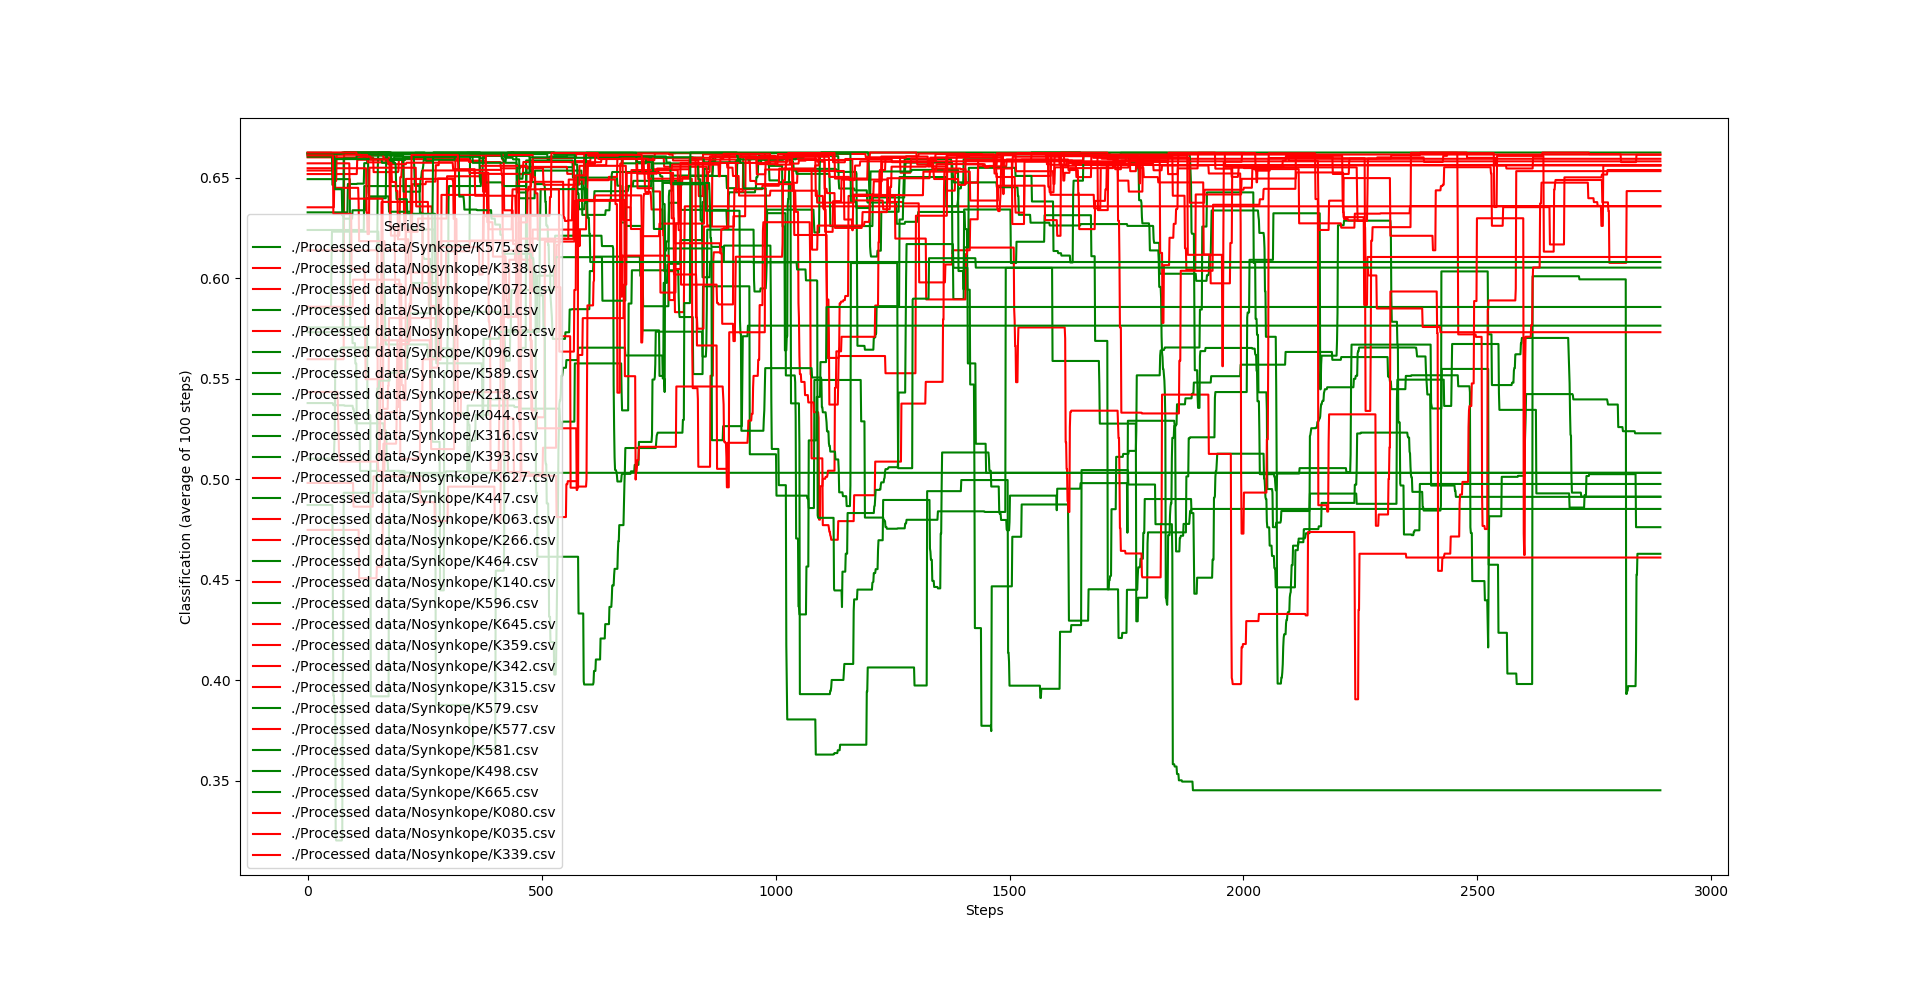 Classification (average of 100 steps)
0.65
0.60
0.55
0.50
0.45
0.40
0.35
Series
./Processed data/Synkope/K575.csv
./Processed data/Nosynkope/K338.csv
./Processed data/Nosynkope/K072.csv
./Processed data/Synkope/K001.csv
./Processed data/Nosynkope/K162.csv
./Processed data/Synkope/K096.csv
./Processed data/Synkope/K589.csv
./Processed data/Synkope/K218.csv
./Processed data/Synkope/K044.csv
./Processed data/Synkope/K316.csv
./Processed data/Synkope/K393.csv
./Processed data/Nosynkope/K627.csv
./Processed data/Synkope/K447.csv
./Processed data/Nosynkope/K063.csv
./Processed data/Nosynkope/K266.csv
./Processed data/Synkope/K464.csv
./Processed data/Nosynkope/K140.csv
./Processed data/Synkope/K596.csv
./Processed data/Nosynkope/K645.csv
./Processed data/Nosynkope/K359.csv
./Processed data/Nosynkope/K342.csv
./Processed data/Nosynkope/K315.csv
./Processed data/Synkope/K579.csv
./Processed data/Nosynkope/K577.csv
./Processed data/Synkope/K581.csv
./Processed data/Synkope/K498.csv
./Processed data/Synkope/K665.csv
./Processed data/Nosynkope/K080.csv
./Processed data/Nosynkope/K035.csv
./Processed data/Nosynkope/K339.csv
0 500 1000 1500 2000 2500 3000
Steps